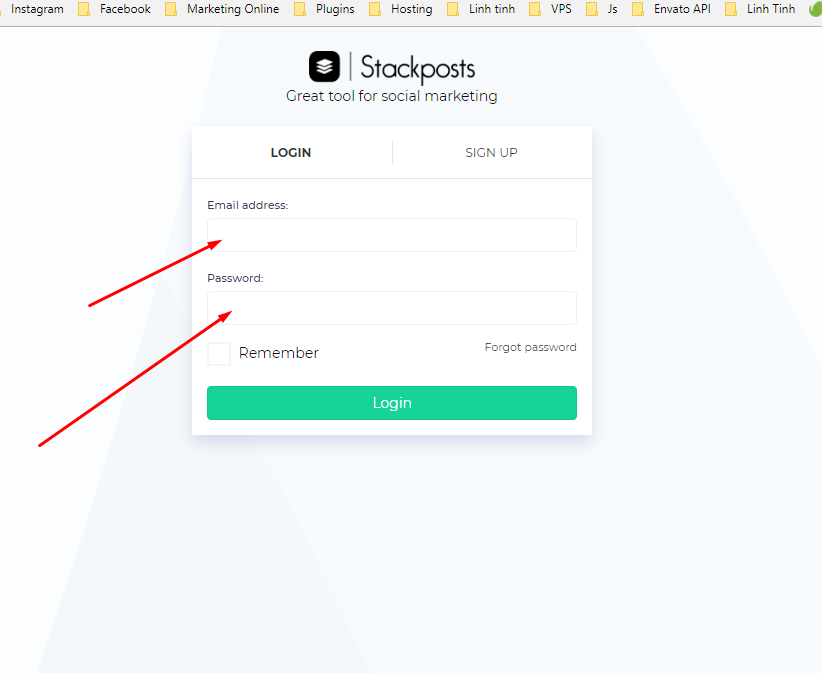 Instagram Facebook Marketing Online Plugins Hosting Linh tinh VPS Js Envato API Linh Tinh
Stackposts
Great tool for social marketing
LOGIN SIGN UP
Email address:
Password:
Remember Forgot password
Login